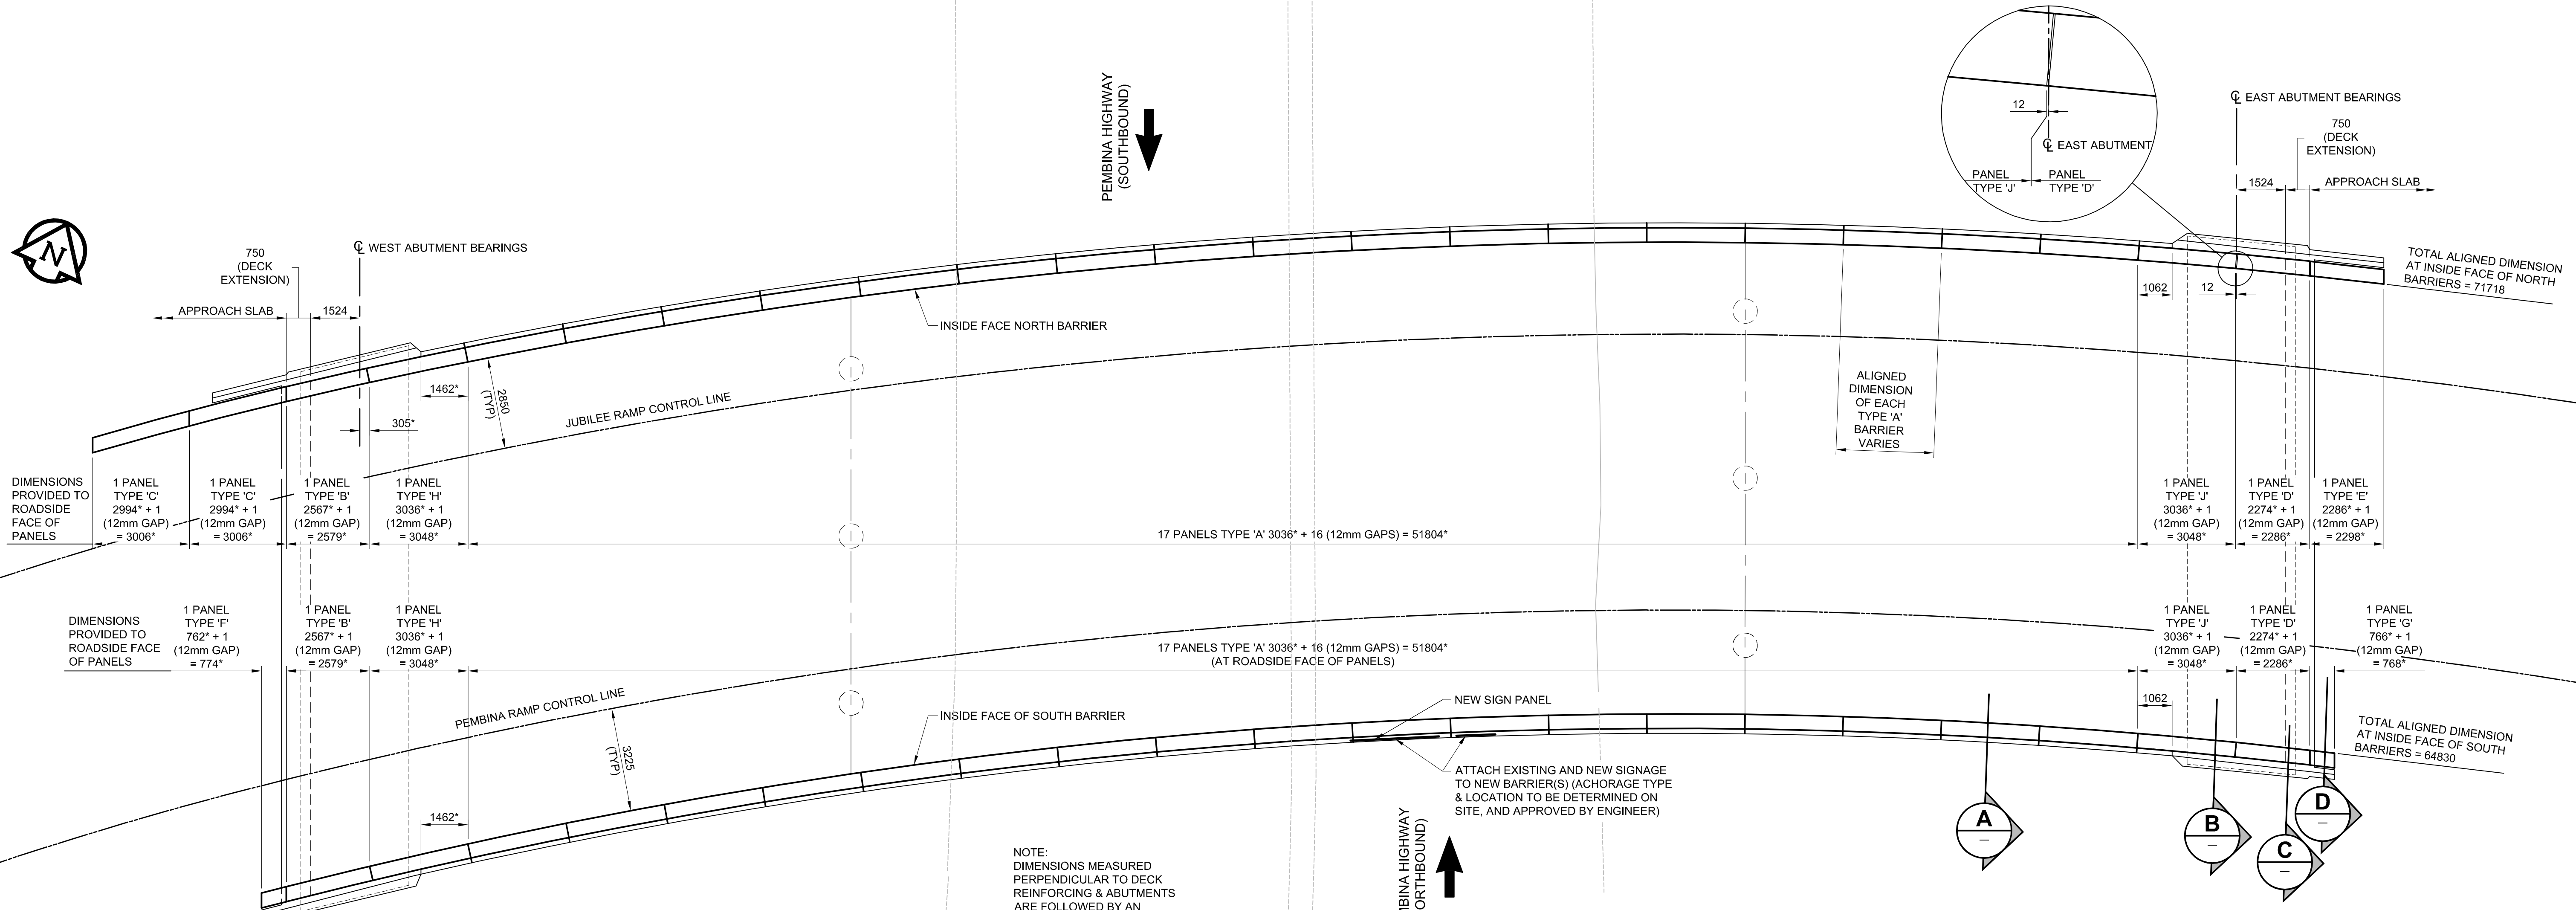 PEMBINA HIGHWAY
(SOUTHBOUND)
12
℄ EAST ABUTMENT
PANEL
TYPE 'J'
PANEL
TYPE 'D'
℄ EAST ABUTMENT BEARINGS
750
(DECK
EXTENSION)
1524
APPROACH SLAB
N
750
(DECK
EXTENSION)
℄ WEST ABUTMENT BEARINGS
APPROACH SLAB
1524
TOTAL ALIGNED DIMENSION
AT INSIDE FACE OF NORTH
BARRIERS = 71718
1062
12
INSIDE FACE NORTH BARRIER
1462*
2850
(TYP)
305*
JUBILEE RAMP CONTROL LINE
ALIGNED
DIMENSION
OF EACH
TYPE 'A'
BARRIER
VARIES
DIMENSIONS
PROVIDED TO
ROADSIDE
FACE OF
PANELS
1 PANEL
TYPE 'C'
2994* + 1
(12mm GAP)
= 3006*
1 PANEL
TYPE 'C'
2994* + 1
(12mm GAP)
= 3006*
1 PANEL
TYPE 'B'
2567* + 1
(12mm GAP)
= 2579*
1 PANEL
TYPE 'H'
3036* + 1
(12mm GAP)
= 3048*
17 PANELS TYPE 'A' 3036* + 16 (12mm GAPS) = 51804*
1 PANEL
TYPE 'J'
3036* + 1
(12mm GAP)
= 3048*
1 PANEL
TYPE 'D'
2274* + 1
(12mm GAP)
= 2286*
1 PANEL
TYPE 'E'
2286* + 1
(12mm GAP)
= 2298*
DIMENSIONS
PROVIDED TO
ROADSIDE FACE
OF PANELS
1 PANEL
TYPE 'F'
762* + 1
(12mm GAP)
= 774*
1 PANEL
TYPE 'B'
2567* + 1
(12mm GAP)
= 2579*
1 PANEL
TYPE 'H'
3036* + 1
(12mm GAP)
= 3048*
17 PANELS TYPE 'A' 3036* + 16 (12mm GAPS) = 51804*
(AT ROADSIDE FACE OF PANELS)
1 PANEL
TYPE 'J'
3036* + 1
(12mm GAP)
= 3048*
1 PANEL
TYPE 'D'
2274* + 1
(12mm GAP)
= 2286*
1 PANEL
TYPE 'G'
766* + 1
(12mm GAP)
= 768*
PEMBINA RAMP CONTROL LINE
3225
(TYP)
INSIDE FACE OF SOUTH BARRIER
NEW SIGN PANEL
1062
TOTAL ALIGNED DIMENSION
AT INSIDE FACE OF SOUTH
BARRIERS = 64830
ATTACH EXISTING AND NEW SIGNAGE
TO NEW BARRIER(S) (ACHORAGE TYPE
& LOCATION TO BE DETERMINED ON
SITE, AND APPROVED BY ENGINEER)
1462*
A
–
B
–
C
–
D
–
NOTE:
DIMENSIONS MEASURED
PERPENDICULAR TO DECK
REINFORCING & ABUTMENTS
ARE FOLLOWED BY AN
MBINA HIGHWAY
ORTHBOUND)